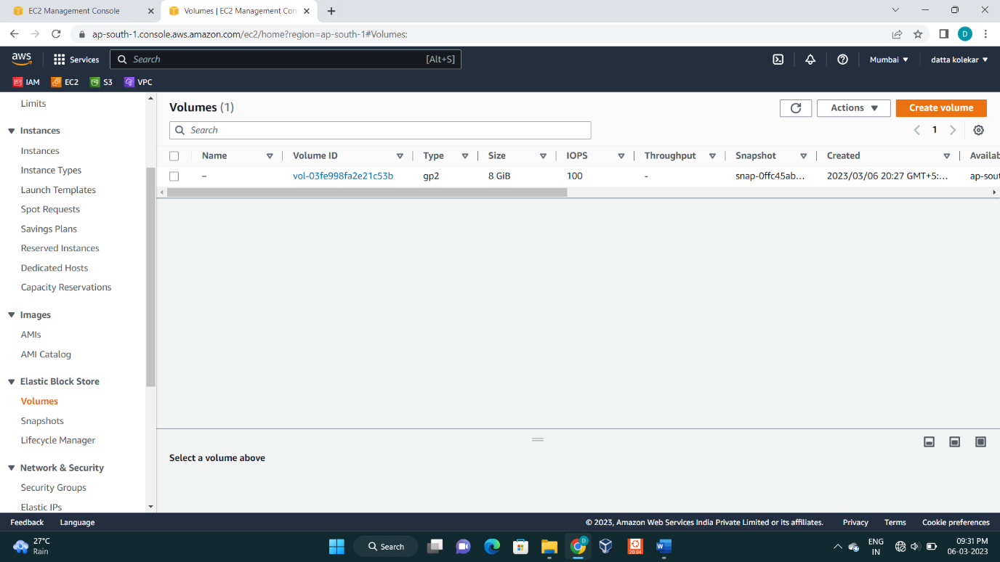 EC2 Management Console
Volumes | EC2 Management Con
ap-south-1.console.aws.amazon.com/ec2/home?region=ap-south-1#Volumes:
D
aws
Services
Search
[Alt+S]
Mumbai
datta kolekar
IAM
EC2
S3
VPC
Limits
Instances
Instances
Instance Types
Launch Templates
Spot Requests
Savings Plans
Reserved Instances
Dedicated Hosts
Capacity Reservations
Images
AMIs
AMI Catalog
Elastic Block Store
Volumes
Snapshots
Lifecycle Manager
Network & Security
Security Groups
Elastic IPs
Volumes (1)
Actions
Create volume
Search
1
Name Volume ID Type Size IOPS Throughput Snapshot Created Availab
– vol-03fe998fa2e21c53b gp2 8 GiB 100 - snap-0ffc45ab... 2023/03/06 20:27 GMT+5:... ap-sout
Select a volume above
Feedback Language © 2023, Amazon Web Services India Private Limited or its affiliates. Privacy Terms Cookie preferences
27°C
Rain
Search
D
20.04
W
ENG
IN
09:31 PM
06-03-2023